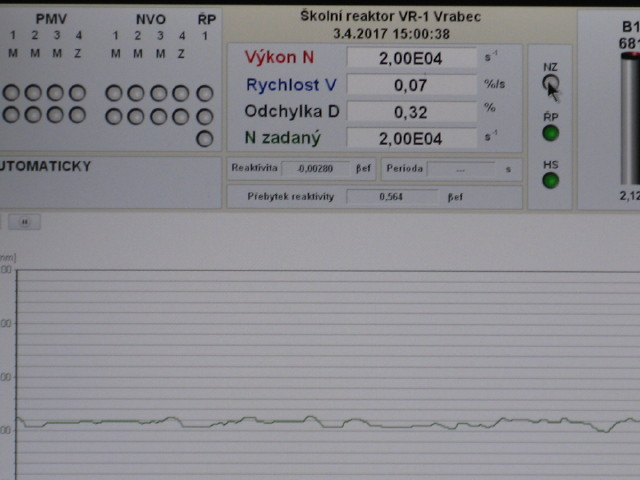 PMV NVO ŘP
1 2 3 4 1 2 3 4 1
M M M Z M M M Z
Školní reaktor VR-1 Vrabec
3.4.2017 15:00:38
Výkon N 2,00E04 s⁻¹
Rychlost V 0,07 %/s
Odchylka D 0,32 %
N zadaný 2,00E04 s⁻¹
NZ
ŘP
HS
B1
681
2,12
UTOMATICKY
Reaktivita -0,00280 βef Perioda --- s
Přebytek reaktivity 0,564 βef
mm)
00
00
00
00